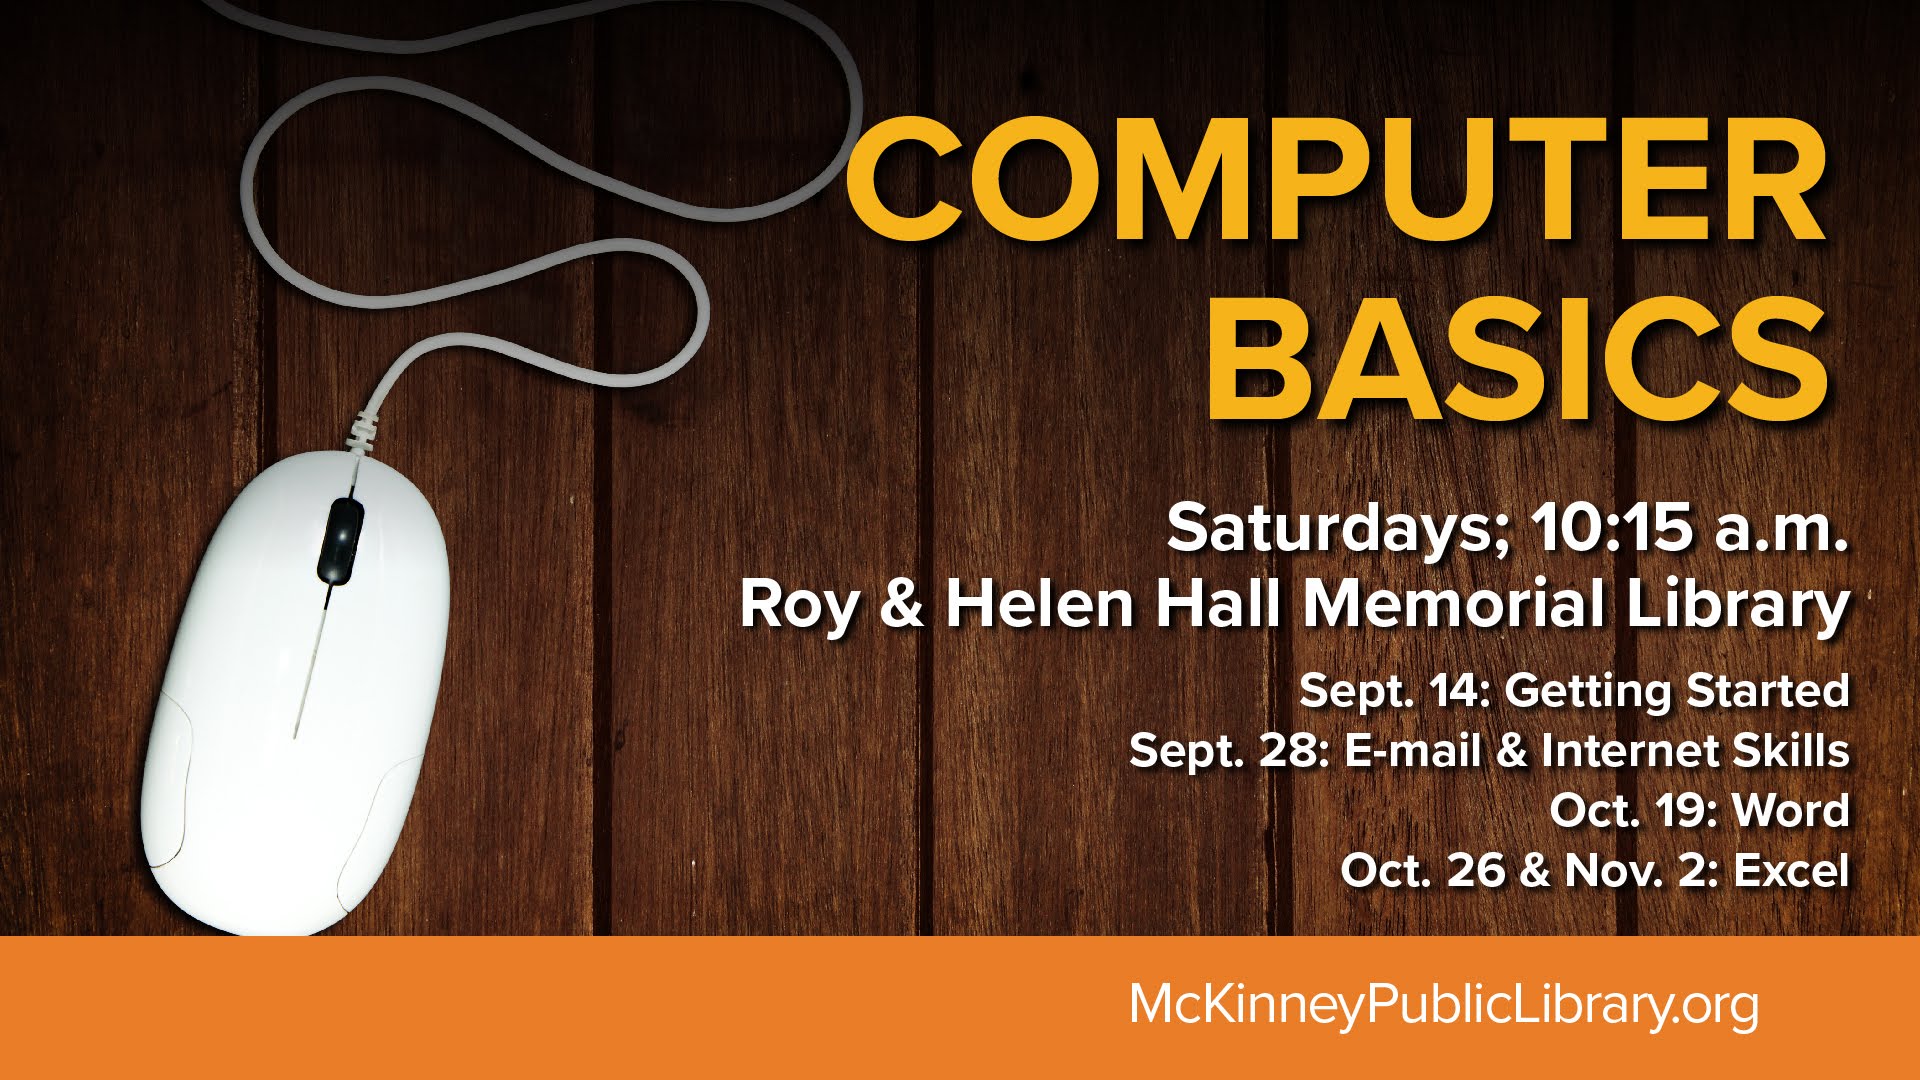 COMPUTER
BASICS
Saturdays; 10:15 a.m.
Roy & Helen Hall Memorial Library
Sept. 14: Getting Started
Sept. 28: E-mail & Internet Skills
Oct. 19: Word
Oct. 26 & Nov. 2: Excel
McKinneyPublicLibrary.org